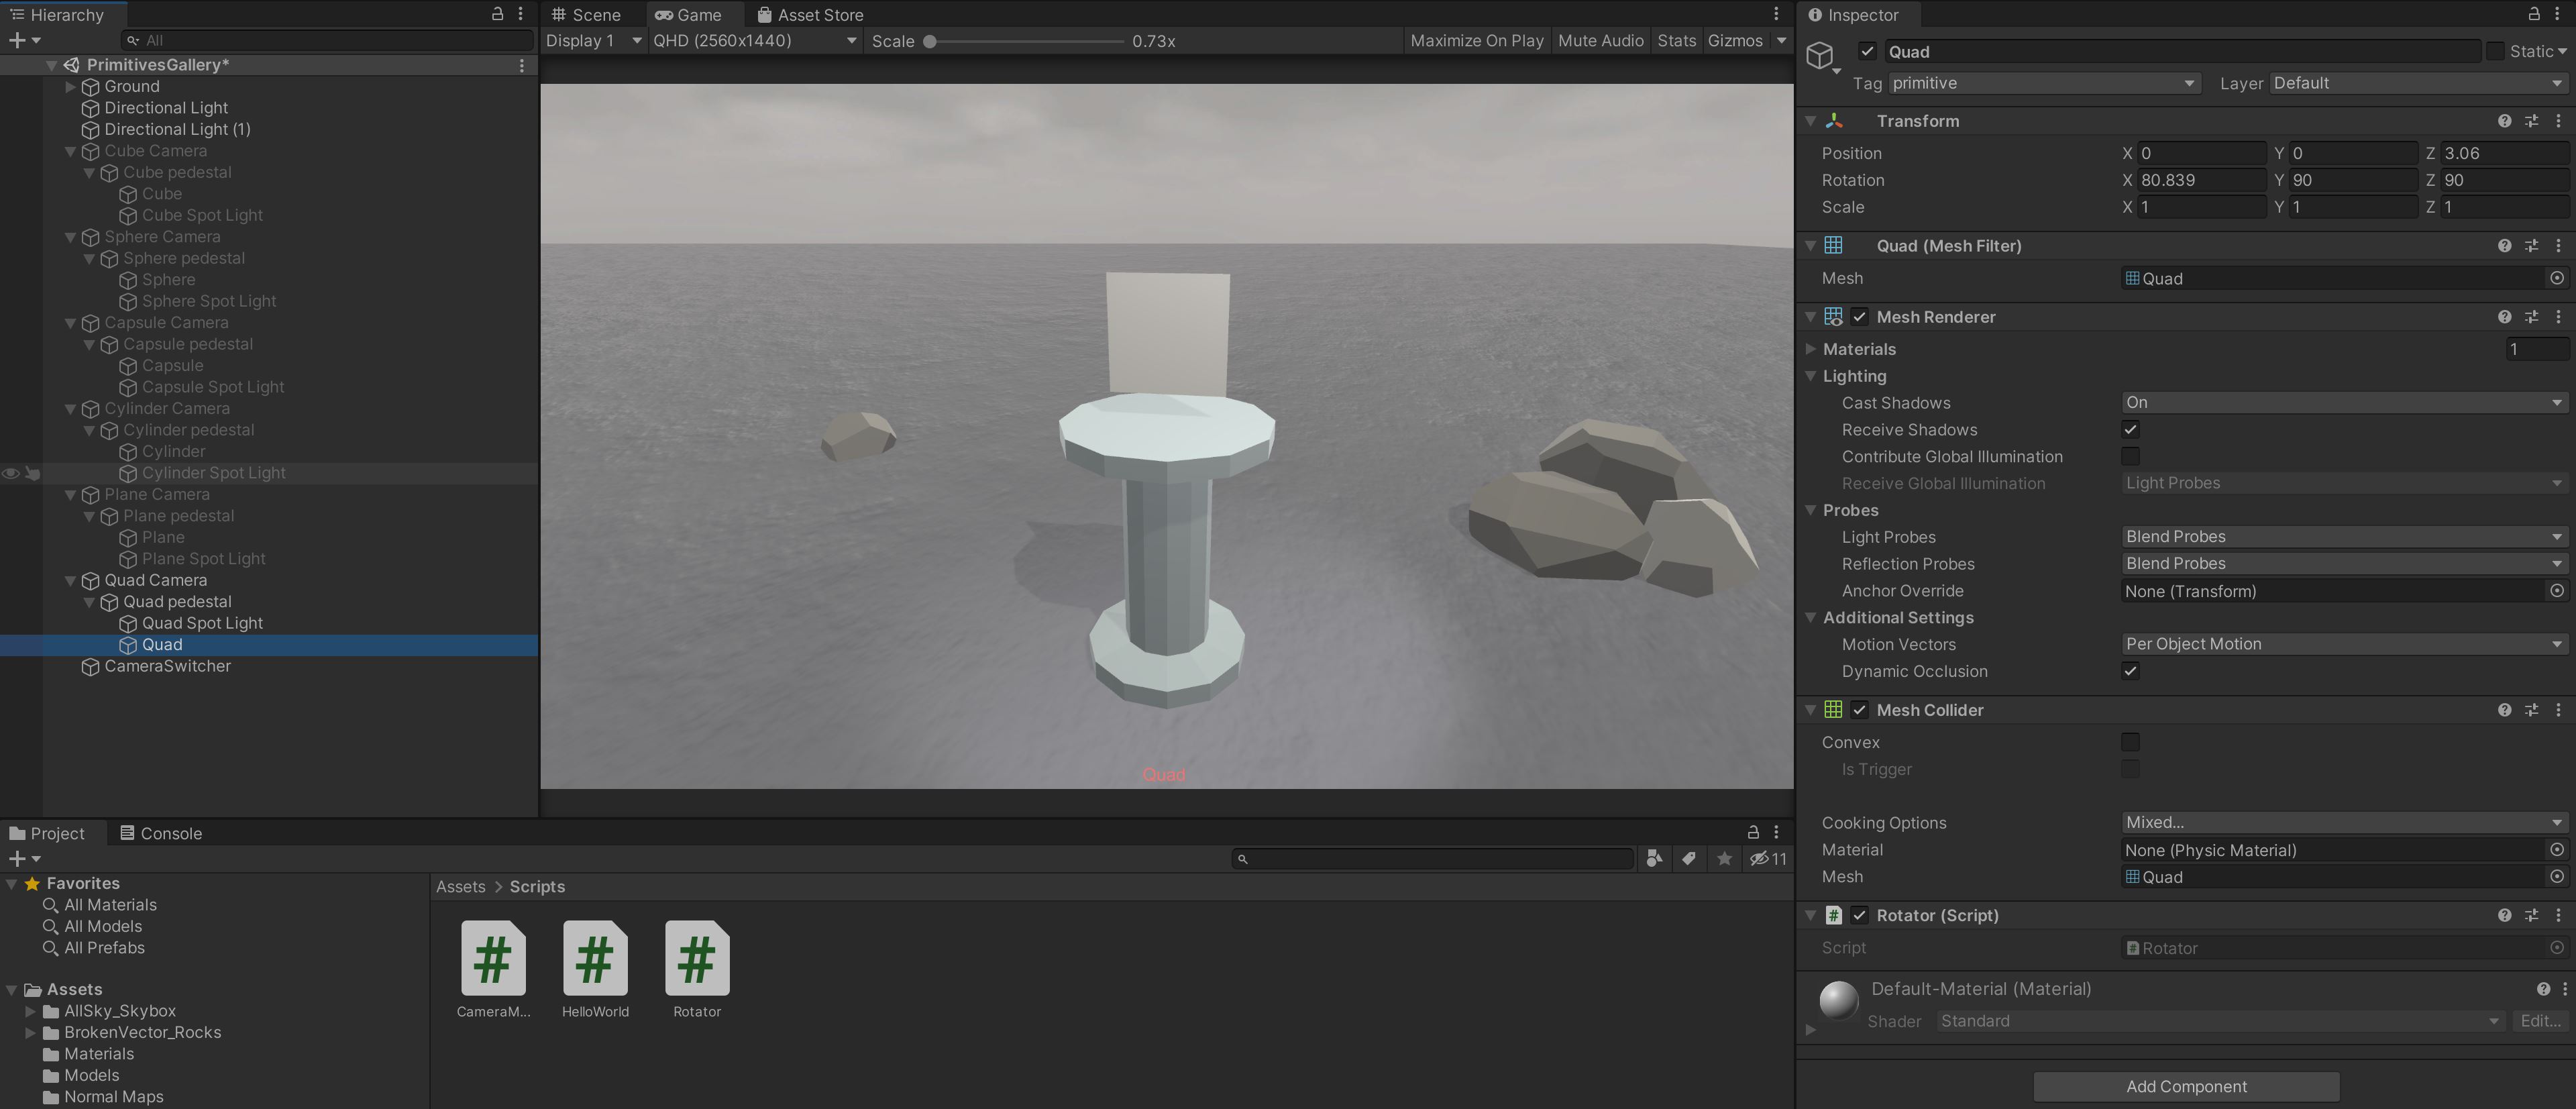 Hierarchy
All
PrimitivesGallery*
Ground
Directional Light
Directional Light (1)
Cube Camera
Cube pedestal
Cube
Cube Spot Light
Sphere Camera
Sphere pedestal
Sphere
Sphere Spot Light
Capsule Camera
Capsule pedestal
Capsule
Capsule Spot Light
Cylinder Camera
Cylinder pedestal
Cylinder
Cylinder Spot Light
Plane Camera
Plane pedestal
Plane
Plane Spot Light
Quad Camera
Quad pedestal
Quad Spot Light
Quad
CameraSwitcher
Scene Game Asset Store
Display 1 QHD (2560x1440) Scale 0.73x Maximize On Play Mute Audio Stats Gizmos
Quad
Project Console
11
Favorites
All Materials
All Models
All Prefabs
Assets
AllSky_Skybox
BrokenVector_Rocks
Materials
Models
Normal Maps
Assets > Scripts
# # #
CameraM... HelloWorld Rotator
Inspector
Quad Static
Tag primitive Layer Default
Transform
Position X 0 Y 0 Z 3.06
Rotation X 80.839 Y 90 Z 90
Scale X 1 Y 1 Z 1
Quad (Mesh Filter)
Mesh Quad
Mesh Renderer
Materials 1
Lighting
Cast Shadows On
Receive Shadows
Contribute Global Illumination
Receive Global Illumination Light Probes
Probes
Light Probes Blend Probes
Reflection Probes Blend Probes
Anchor Override None (Transform)
Additional Settings
Motion Vectors Per Object Motion
Dynamic Occlusion
Mesh Collider
Convex
Is Trigger
Cooking Options Mixed...
Material None (Physic Material)
Mesh Quad
# Rotator (Script)
Script # Rotator
Default-Material (Material)
Shader Standard Edit...
Add Component